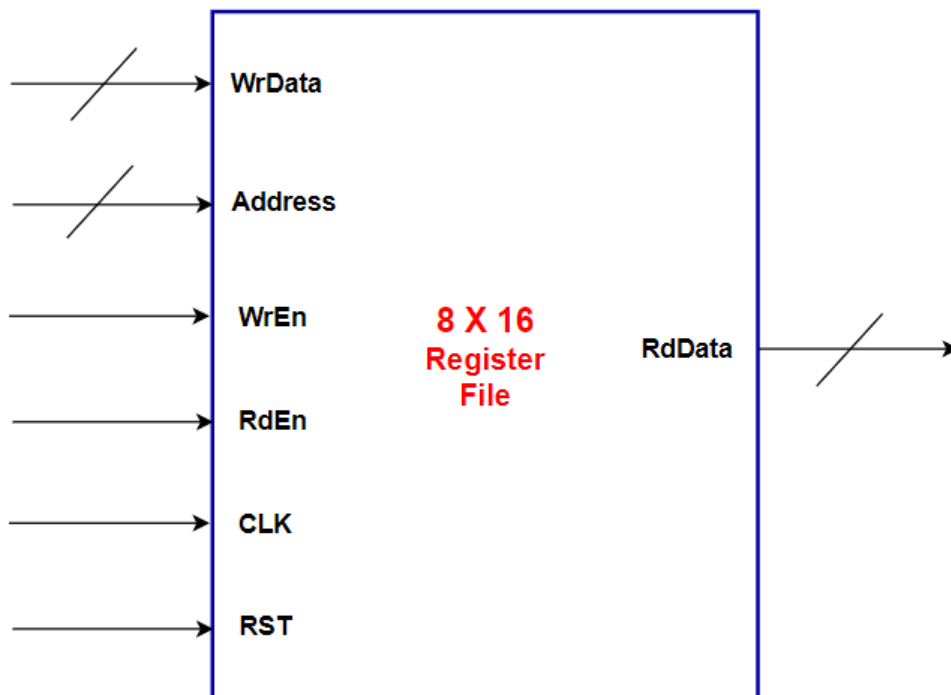 WrData
Address
WrEn
8 X 16
Register
File
RdData
RdEn
CLK
RST